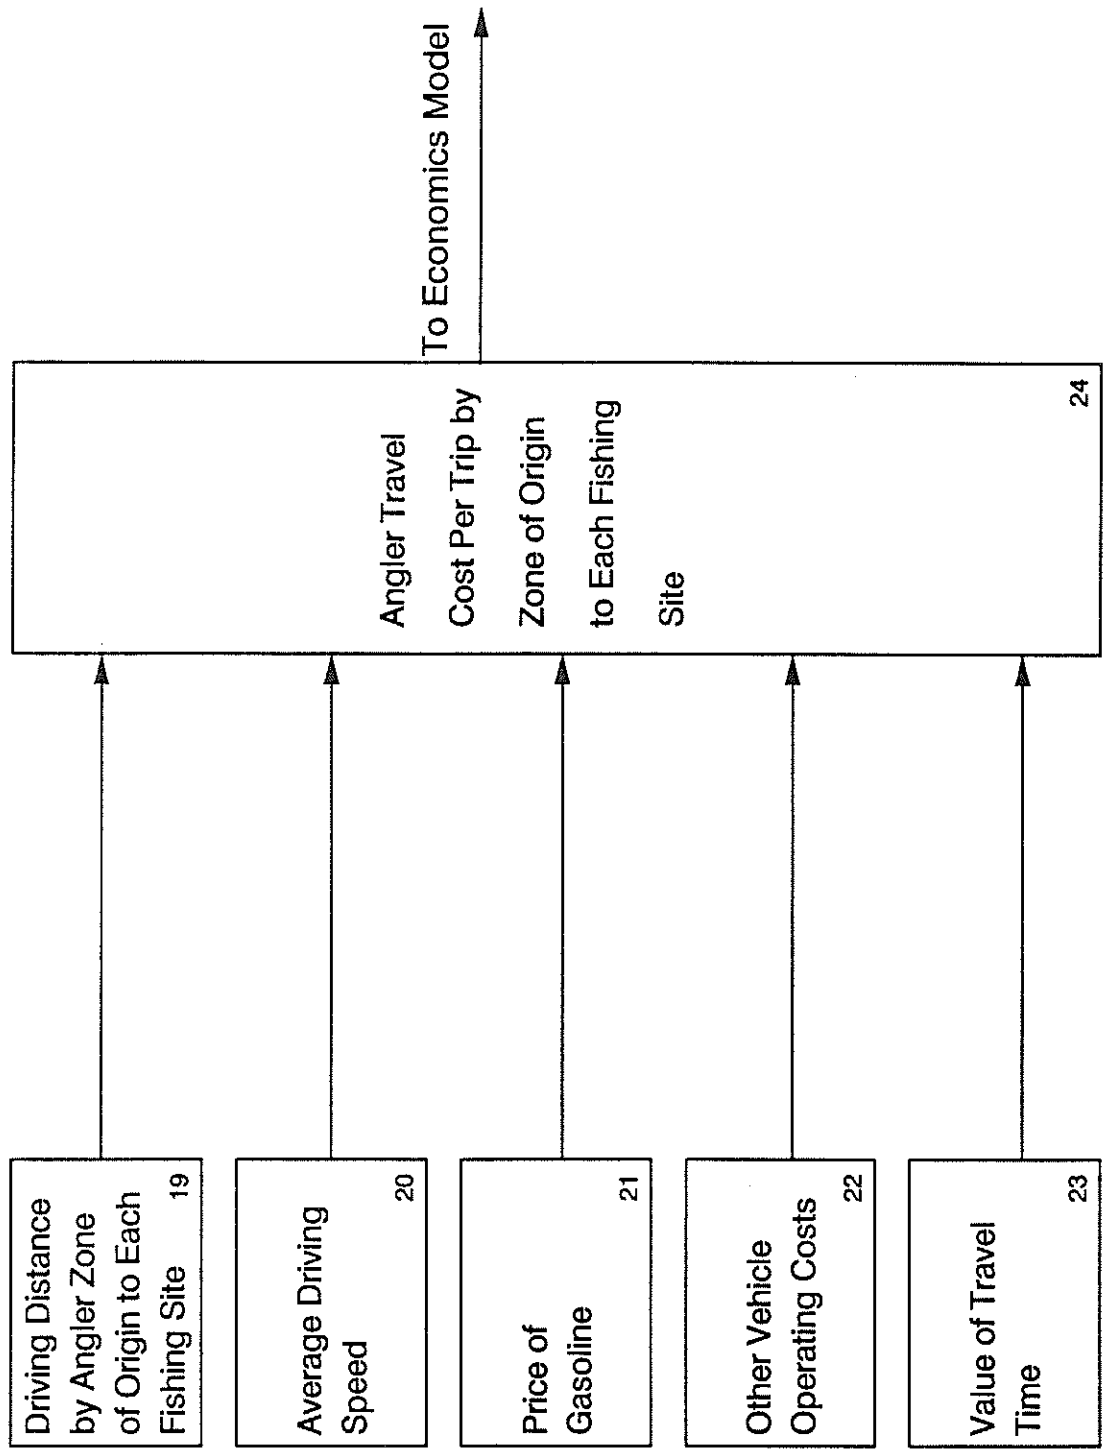 Driving Distance
by Angler Zone
of Origin to Each
Fishing Site
19
Average Driving
Speed
20
Price of
Gasoline
21
Other Vehicle
Operating Costs
22
Value of Travel
Time
23
Angler Travel
Cost Per Trip by
Zone of Origin
to Each Fishing
Site
24
To Economics Model